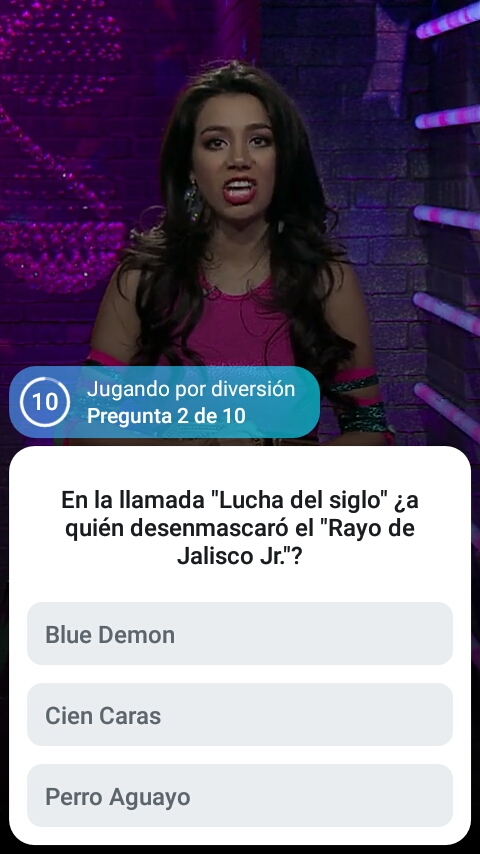 10
Jugando por diversión
Pregunta 2 de 10
En la llamada "Lucha del siglo" ¿a
quién desenmascaró el "Rayo de
Jalisco Jr."?
Blue Demon
Cien Caras
Perro Aguayo